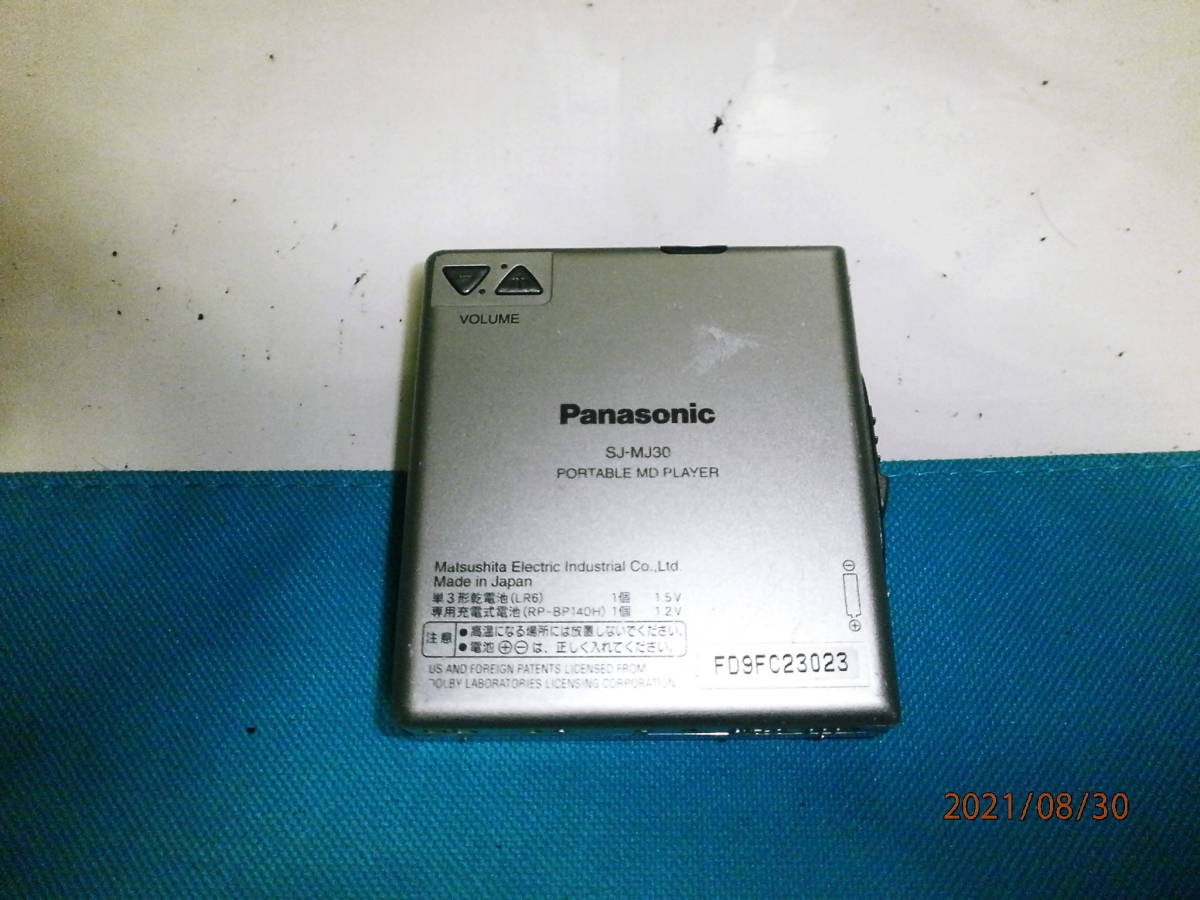 VOLUME
Panasonic
SJ-MJ30
PORTABLE MD PLAYER
Matsushita Electric Industrial Co.,Ltd.
Made in Japan
単3形乾電池(LR6) 1個 1.5V
専用充電式電池(RP-BP140H) 1個 1.2V
注意 ●高温になる場所には放置しないでください。
●電池⊕⊖は、正しく入れてください。
US AND FOREIGN PATENTS LICENSED FROM
DOLBY LABORATORIES LICENSING CORPORATION
FD9FC23023
2021/08/30